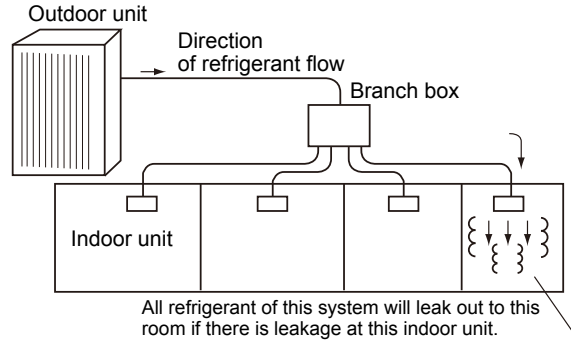 Outdoor unit
Direction
of refrigerant flow
Branch box
Indoor unit
All refrigerant of this system will leak out to this
room if there is leakage at this indoor unit.